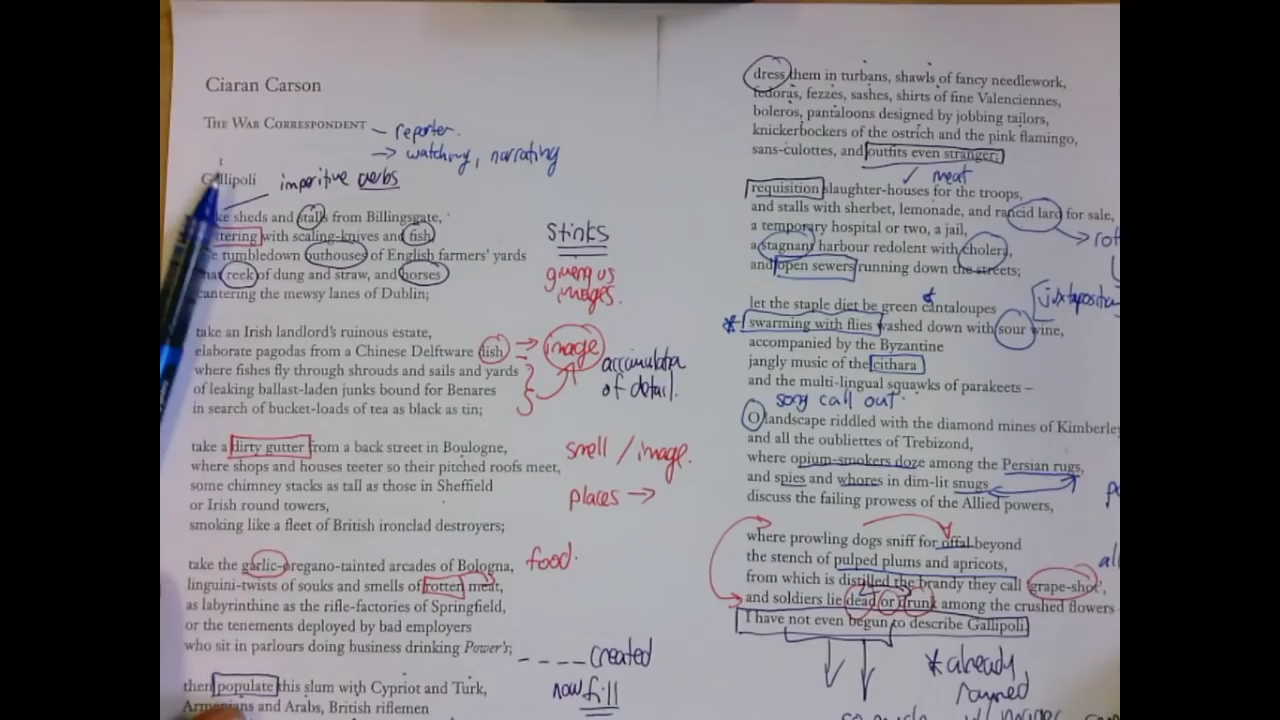 Ciaran Carson
THE WAR CORRESPONDENT
– reporter.
→ watching, narrating
1
Gallipoli
imporitive verbs
sheds and stalls from Billingsgate,
with scaling-knives and fish,
tumbledown outhouses of English farmers' yards
reek of dung and straw, and horses
cantering the mewsy lanes of Dublin;
Stinks
giving us
images.
take an Irish landlord's ruinous estate,
elaborate pagodas from a Chinese Delftware dish
where fishes fly through shrouds and sails and yards
of leaking ballast-laden junks bound for Benares
in search of bucket-loads of tea as black as tin;
image
of detail.
take a dirty gutter from a back street in Boulogne,
where shops and houses teeter so their pitched roofs meet,
some chimney stacks as tall as those in Sheffield
or Irish round towers,
smoking like a fleet of British ironclad destroyers;
smell / image.
places →
take the garlic-oregano-tainted arcades of Bologna,
linguini-twists of souks and smells of rotten meat,
as labyrinthine as the rifle-factories of Springfield,
or the tenements deployed by bad employers
who sit in parlours doing business drinking Power's;
food.
created
now fill
then populate this slum with Cypriot and Turk,
Armenians and Arabs, British riflemen
dress them in turbans, shawls of fancy needlework,
fedoras, fezzes, sashes, shirts of fine Valenciennes,
boleros, pantaloons designed by jobbing tailors,
knickerbockers of the ostrich and the pink flamingo,
sans-culottes, and outfits even stranger;
meat
requisition slaughter-houses for the troops,
and stalls with sherbet, lemonade, and rancid lard for sale,
a temporary hospital or two, a jail,
a stagnant harbour redolent with cholera,
and open sewers running down the streets;
let the staple diet be green cantaloupes
swarming with flies washed down with sour wine,
accompanied by the Byzantine
jangly music of the cithara
and the multi-lingual squawks of parakeets –
song call out
O landscape riddled with the diamond mines of Kimberley
and all the oubliettes of Trebizond,
where opium-smokers doze among the Persian rugs,
and spies and whores in dim-lit snugs
discuss the failing prowess of the Allied powers,
where prowling dogs sniff for offal beyond
the stench of pulped plums and apricots,
from which is distilled the brandy they call 'grape-shot',
and soldiers lie dead or drunk among the crushed flowers
I have not even begun to describe Gallipoli.
* already